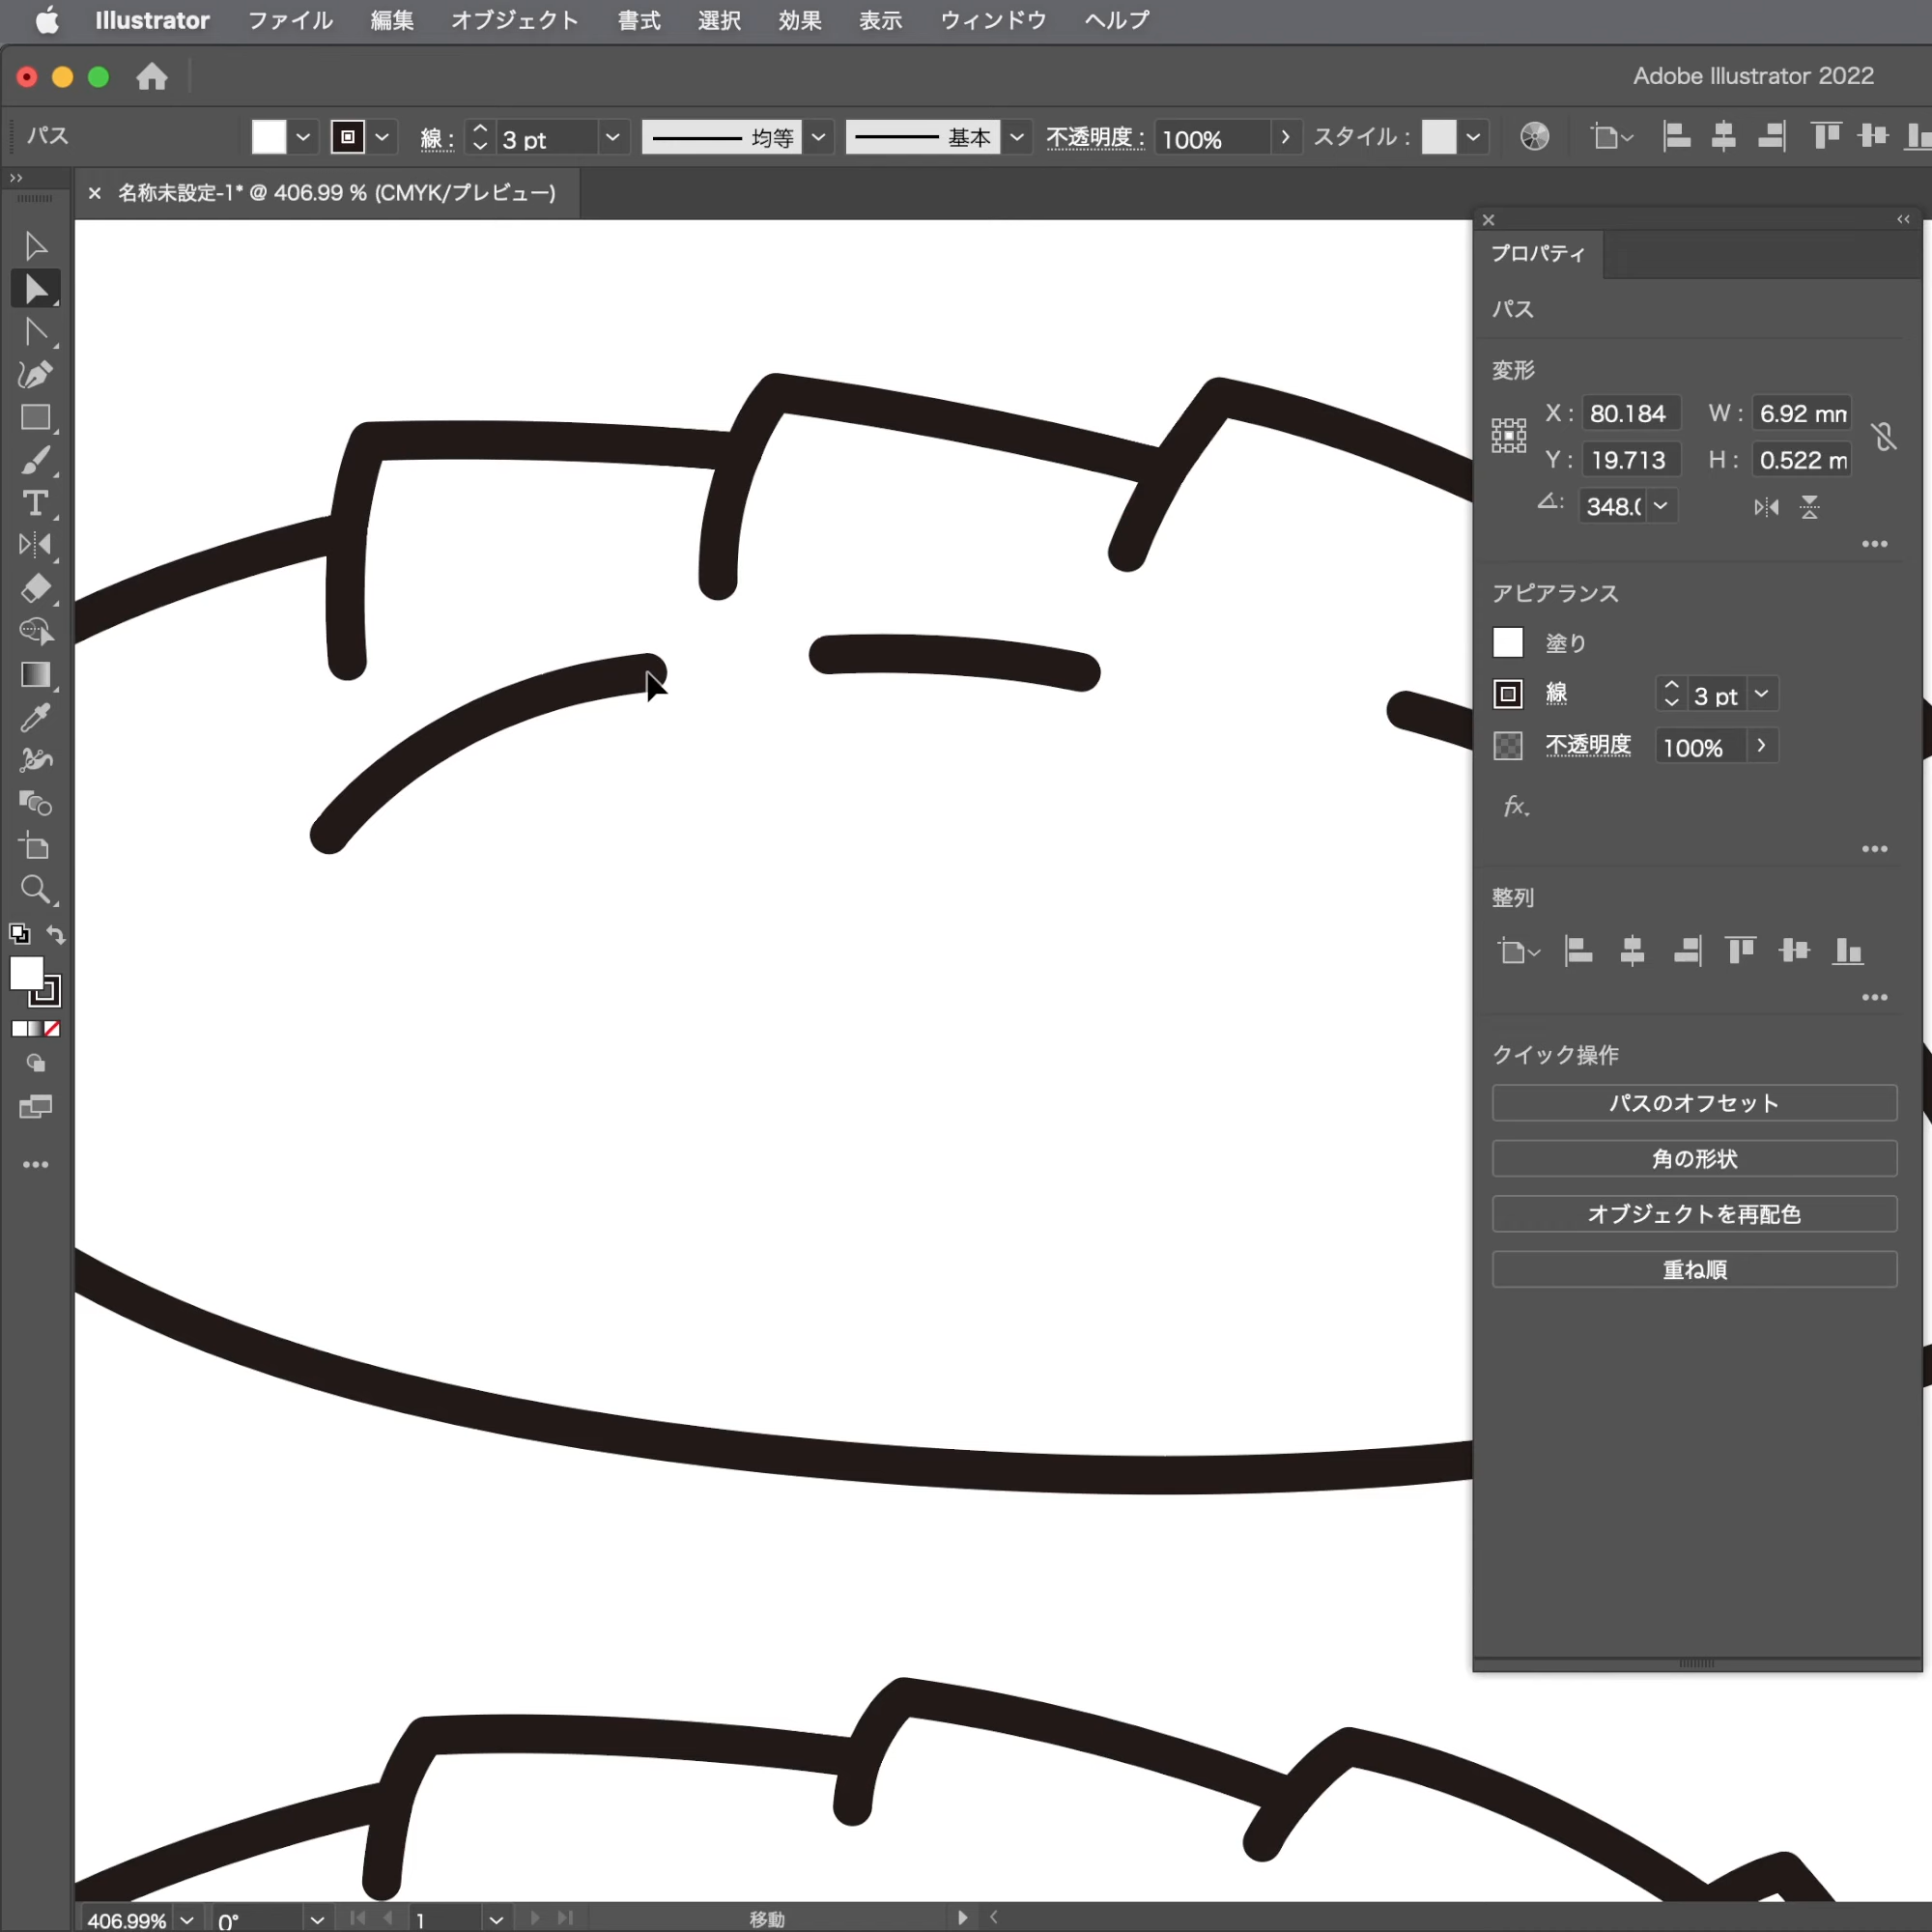 Illustrator ファイル 編集 オブジェクト 書式 選択 効果 表示 ウィンドウ ヘルプ
Adobe Illustrator 2022
パス 線 : 3 pt 均等 基本 不透明度 : 100% スタイル :
× 名称未設定-1* @ 406.99 % (CMYK/プレビュー)
プロパティ
パス
変形
X : 80.184 W : 6.92 mm
Y : 19.713 H : 0.522 m
348.0
アピアランス
塗り
線 3 pt
不透明度 100%
fx.
整列
クイック操作
パスのオフセット
角の形状
オブジェクトを再配色
重ね順
406.99% 0° 1 移動